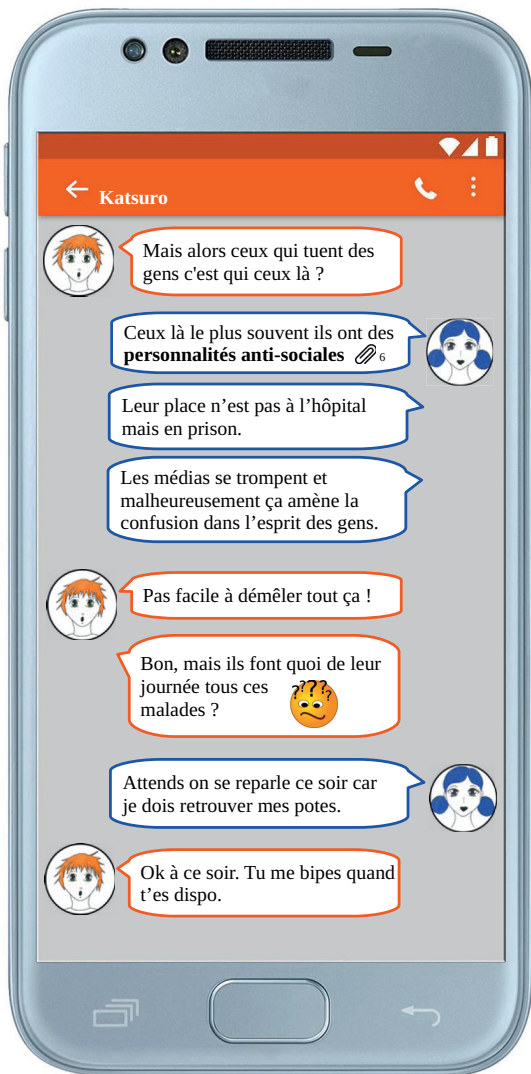 Katsuro
Mais alors ceux qui tuent des
gens c'est qui ceux là ?
Ceux là le plus souvent ils ont des
personnalités anti-sociales 6
Leur place n’est pas à l’hôpital
mais en prison.
Les médias se trompent et
malheureusement ça amène la
confusion dans l’esprit des gens.
Pas facile à démêler tout ça !
Bon, mais ils font quoi de leur
journée tous ces
malades ?
????
Attends on se reparle ce soir car
je dois retrouver mes potes.
Ok à ce soir. Tu me bipes quand
t’es dispo.